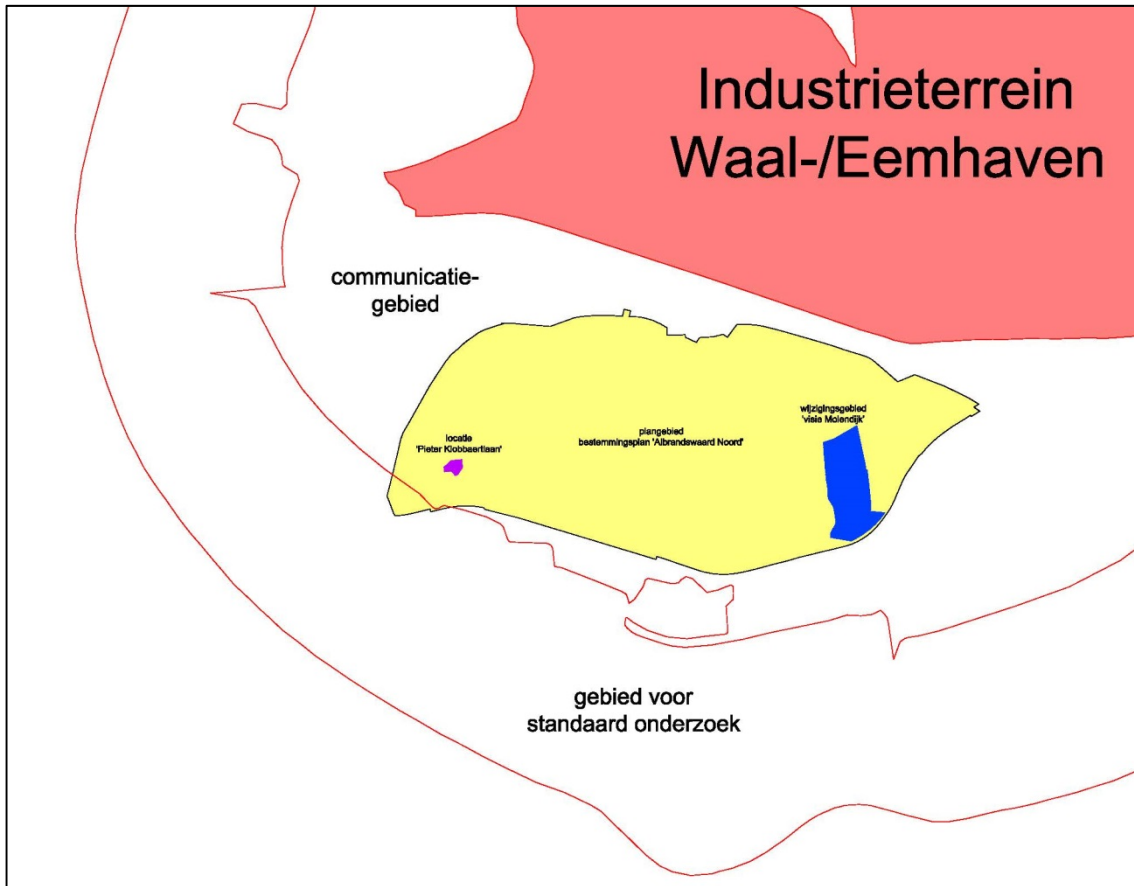 Industrieterrein
Waal-/Eemhaven
communicatie-
gebied
wijzigingsgebied
'visie Molendijk'
plangebied
bestemmingsplan 'Albrandswaard Noord'
locatie
'Pieter Klobbaertlaan'
gebied voor
standaard onderzoek